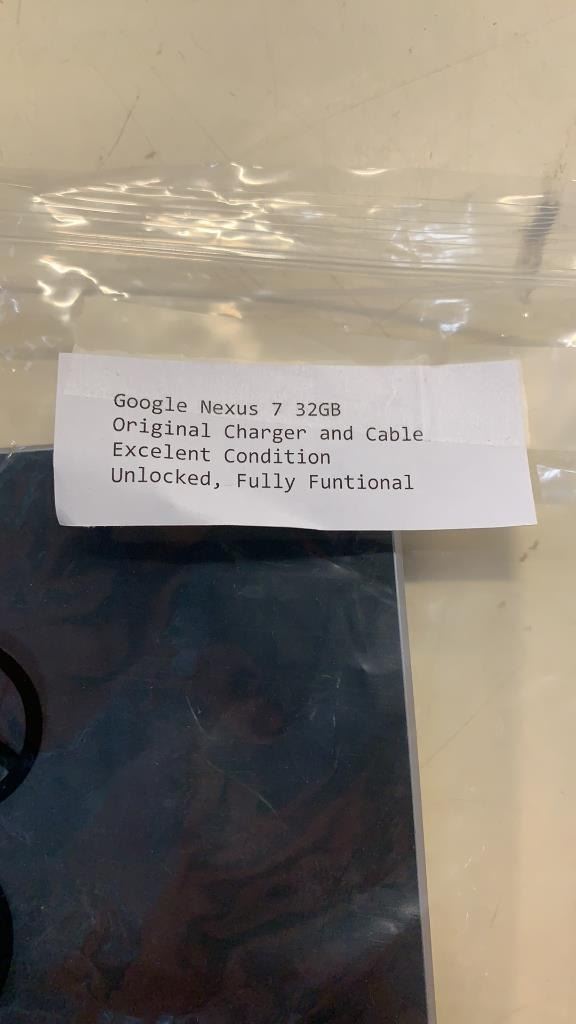 Google Nexus 7 32GB
Original Charger and Cable
Excelent Condition
Unlocked, Fully Funtional